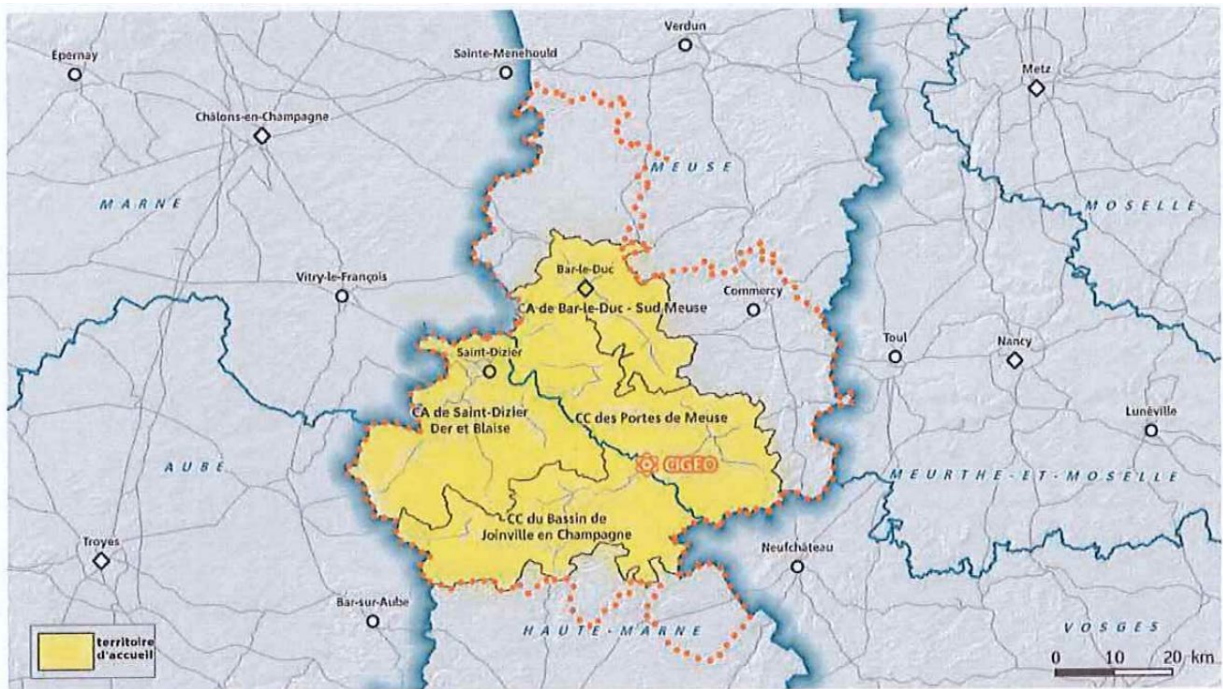 Verdun
Epernay
Sainte-Menehould
Metz
Châlons-en-Champagne
MEUSE
MARNE
MOSELLE
Bar-le-Duc
Vitry-le-François
Commercy
CA de Bar-le-Duc - Sud Meuse
Toul
Nancy
Saint-Dizier
CA de Saint-Dizier
Der et Blaise
CC des Portes de Meuse
Lunéville
CIGEO
AUBE
MEURTHE-ET-MOSELLE
CC du Bassin de
Joinville en Champagne
Troyes
Neufchâteau
Bar-sur-Aube
HAUTE-MARNE
VOSGES
territoire
d'accueil
0 10 20 km